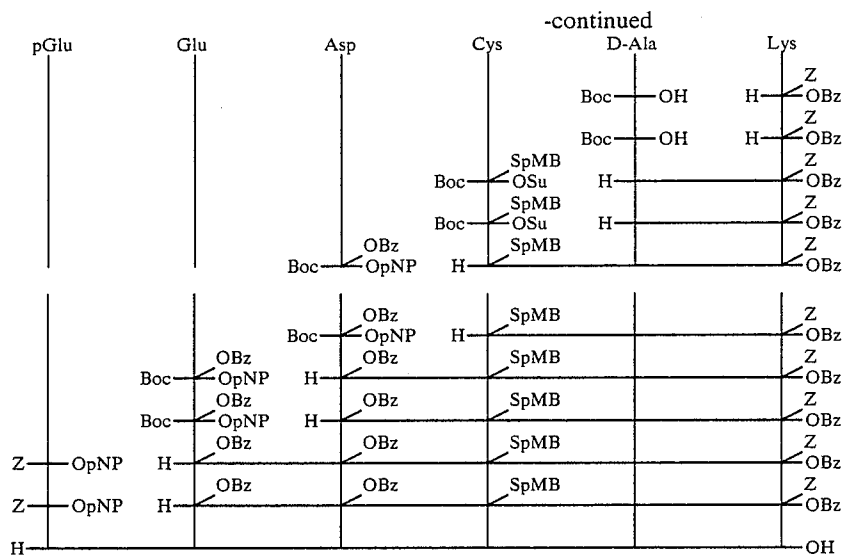 -continued
pGlu Glu Asp Cys D-Ala Lys
Z
Boc OH H OBz
Z
Boc OH H OBz
SpMB Z
Boc OSu H OBz
SpMB Z
Boc OSu H OBz
OBz SpMB Z
Boc OpNP H OBz
OBz SpMB Z
Boc OpNP H OBz
OBz OBz SpMB Z
Boc OpNP H OBz
OBz OBz SpMB Z
Boc OpNP H OBz
OBz OBz SpMB Z
Z OpNP H OBz
OBz OBz SpMB Z
Z OpNP H OBz
H OH